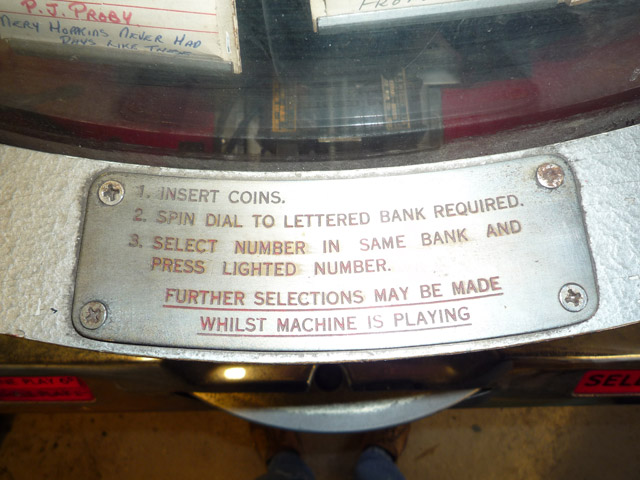 P.J. PROBY
MERY HOPKINS NEVER HAD
DAYS LIKE THESE
1. INSERT COINS.
2. SPIN DIAL TO LETTERED BANK REQUIRED.
3. SELECT NUMBER IN SAME BANK AND
PRESS LIGHTED NUMBER.
FURTHER SELECTIONS MAY BE MADE
WHILST MACHINE IS PLAYING